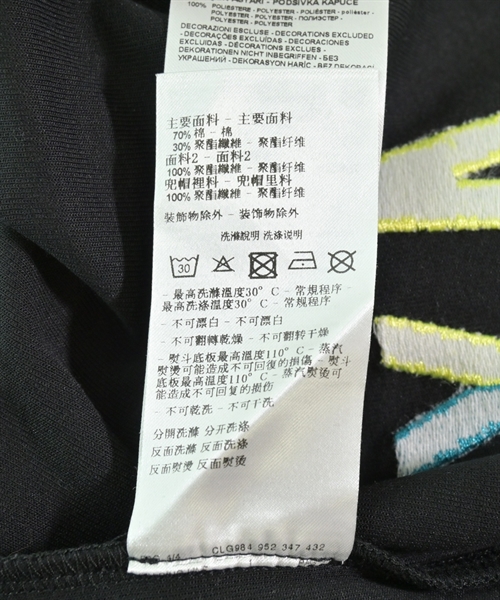 PODŠÍVKA KAPUCE
100% POLIÉSTERE - POLYESTER - poliéster -
POLYESTER - POLYESTER - ПОЛИЭСТЕР -
POLYESTER - POLYESTER
DECORAZIONI ESCLUSE - DECORATIONS EXCLUDED
- DECORAÇÕES EXCLUÍDAS - DECORACIONES
EXCLUIDAS - DECORATIONS EXCLUES -
DEKORATIONEN NICHT INBEGRIFFEN - БЕЗ
УКРАШЕНИЙ - DEKORASYON HARİÇ - BEZ
主要面料 - 主要面料
70% 棉 - 棉
30% 聚酯纖維 - 聚酯纤维
面料2 - 面料2
100% 聚酯纖維 - 聚酯纤维
兜帽裡料 - 兜帽里料
100% 聚酯纖維 - 聚酯纤维
裝飾物除外 - 装饰物除外
洗滌說明 洗涤说明
30
- 最高洗滌溫度30° C - 常規程序 -
最高洗涤温度30° C - 常规程序
- 不可漂白 - 不可漂白
- 不可翻轉乾燥 - 不可翻转干燥
- 熨斗底板最高溫度110° C - 蒸汽
熨燙可能造成不可回復的損傷 - 熨斗
底板最高温度110° C - 蒸汽熨烫可
能造成不可回复的损伤
- 不可乾洗 - 不可干洗
分開洗滌 分开洗涤
反面洗滌 反面洗涤
反面熨燙 反面熨烫
4/4 CLG984 952 347 432